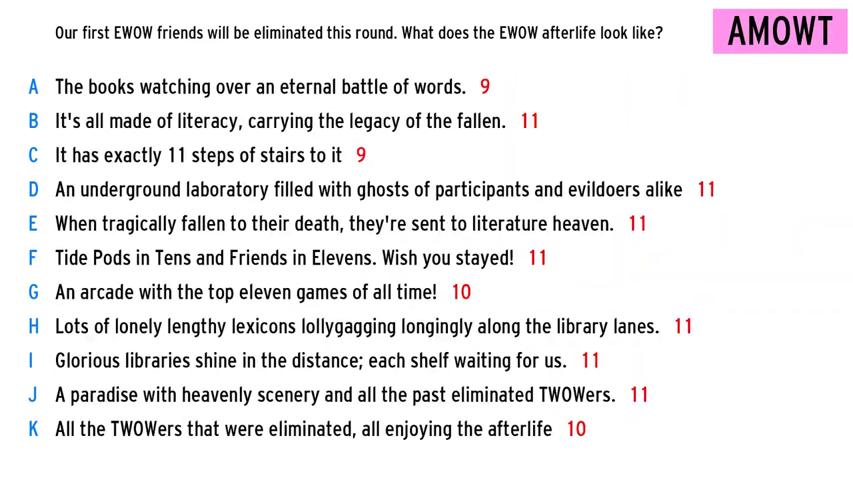 Our first EWOW friends will be eliminated this round. What does the EWOW afterlife look like?
AMOWT
A The books watching over an eternal battle of words. 9
B It's all made of literacy, carrying the legacy of the fallen. 11
C It has exactly 11 steps of stairs to it 9
D An underground laboratory filled with ghosts of participants and evildoers alike 11
E When tragically fallen to their death, they're sent to literature heaven. 11
F Tide Pods in Tens and Friends in Elevens. Wish you stayed! 11
G An arcade with the top eleven games of all time! 10
H Lots of lonely lengthy lexicons lollygagging longingly along the library lanes. 11
I Glorious libraries shine in the distance; each shelf waiting for us. 11
J A paradise with heavenly scenery and all the past eliminated TWOWers. 11
K All the TWOWers that were eliminated, all enjoying the afterlife 10